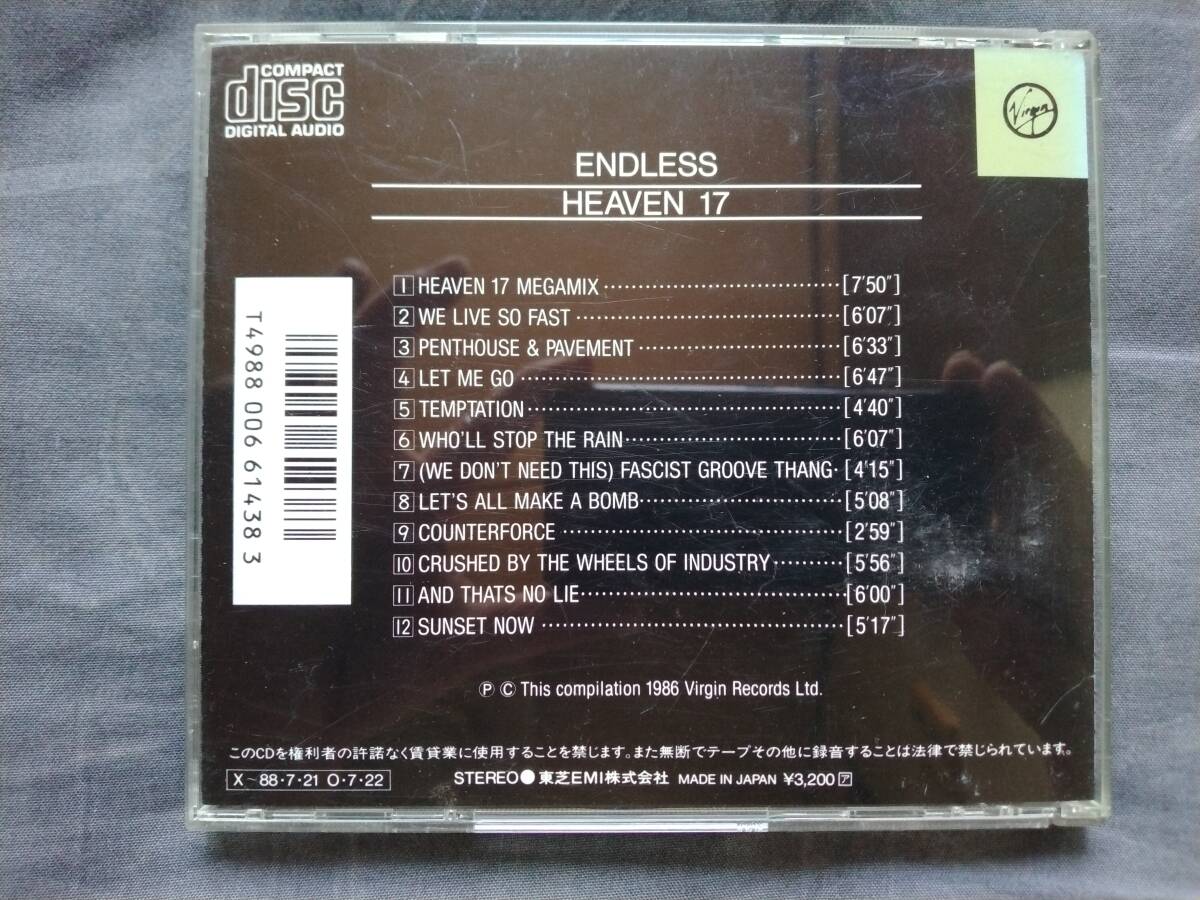 COMPACT
disc
DIGITAL AUDIO
Virgin
ENDLESS
HEAVEN 17
1 HEAVEN 17 MEGAMIX [7'50"]
2 WE LIVE SO FAST [6'07"]
3 PENTHOUSE & PAVEMENT [6'33"]
4 LET ME GO [6'47"]
5 TEMPTATION [4'40"]
6 WHO'LL STOP THE RAIN [6'07"]
7 (WE DON'T NEED THIS) FASCIST GROOVE THANG [4'15"]
8 LET'S ALL MAKE A BOMB [5'08"]
9 COUNTERFORCE [2'59"]
10 CRUSHED BY THE WHEELS OF INDUSTRY [5'56"]
11 AND THATS NO LIE [6'00"]
12 SUNSET NOW [5'17"]
T4988 006 61438 3
Ⓟ © This compilation 1986 Virgin Records Ltd.
このCDを権利者の許諾なく賃貸業に使用することを禁じます。また無断でテープその他に録音することは法律で禁じられています。
X~88・7・21 O・7・22
STEREO● 東芝EMI株式会社 MADE IN JAPAN ¥3,200 ア